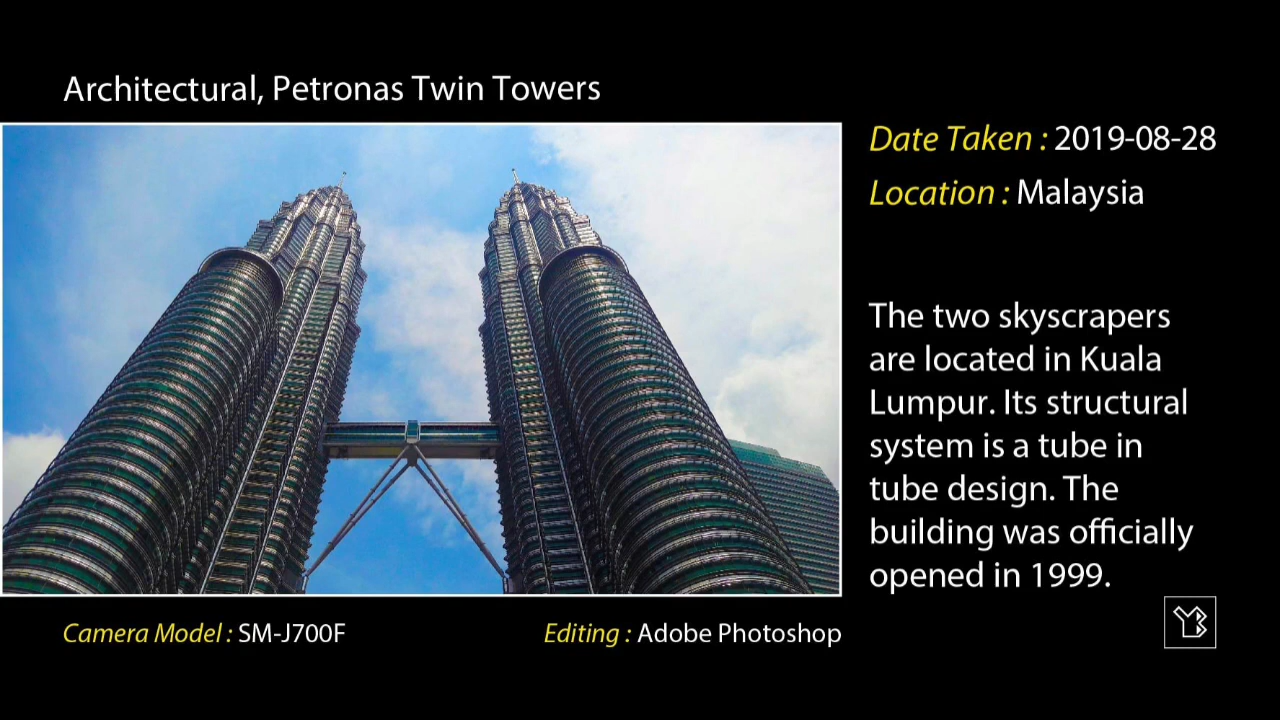 Architectural, Petronas Twin Towers
Date Taken : 2019-08-28
Location : Malaysia
The two skyscrapers
are located in Kuala
Lumpur. Its structural
system is a tube in
tube design. The
building was officially
opened in 1999.
Camera Model : SM-J700F
Editing : Adobe Photoshop